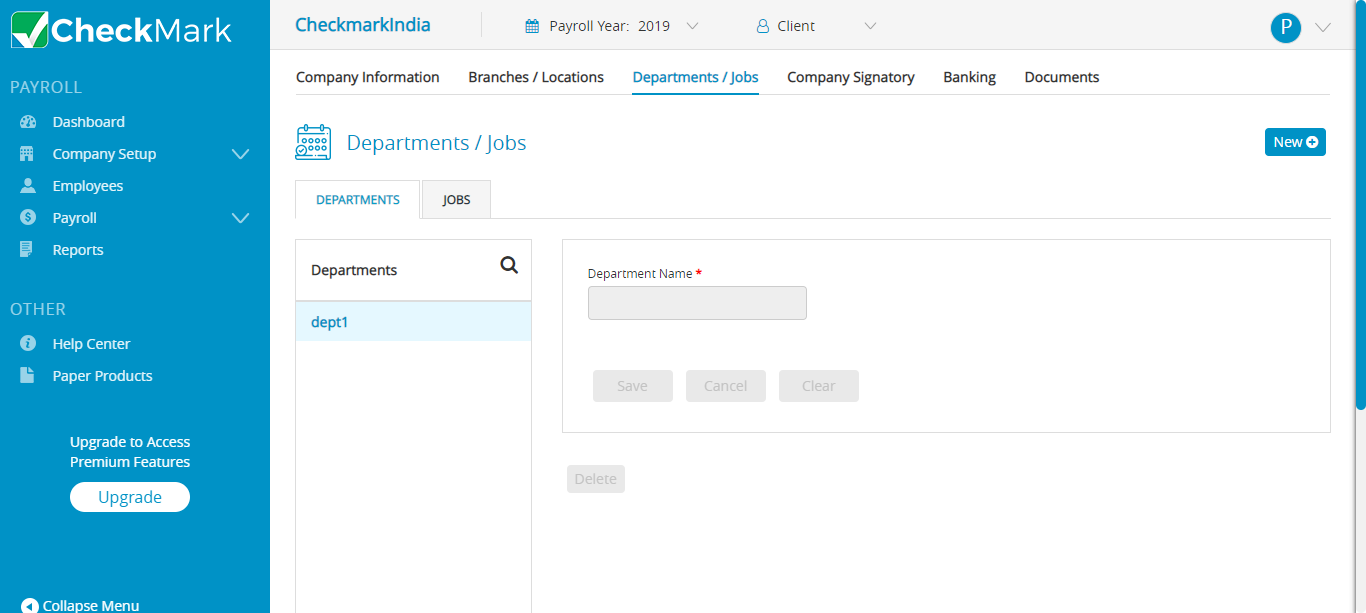 CheckMark
CheckmarkIndia
Payroll Year: 2019
Client
P
PAYROLL
Dashboard
Company Setup
Employees
Payroll
Reports
OTHER
Help Center
Paper Products
Upgrade to Access
Premium Features
Upgrade
Collapse Menu
Company Information
Branches / Locations
Departments / Jobs
Company Signatory
Banking
Documents
Departments / Jobs
New
DEPARTMENTS
JOBS
Departments
dept1
Department Name *
Save
Cancel
Clear
Delete